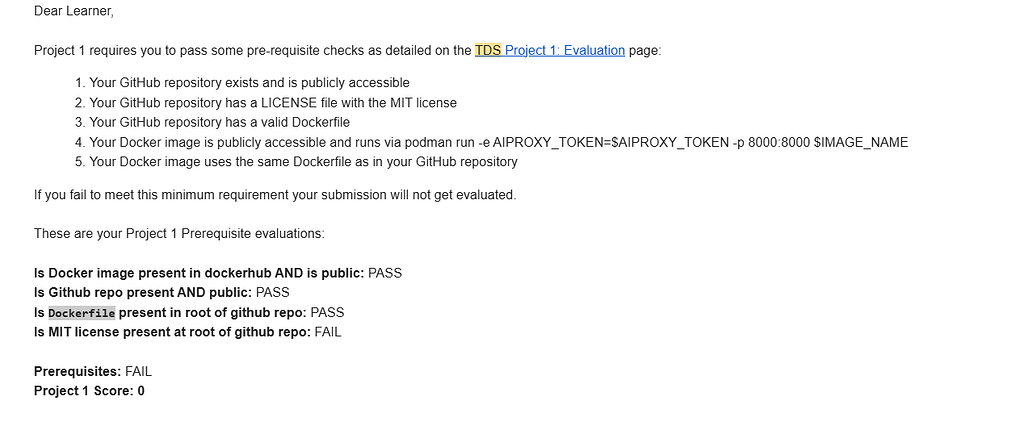 Dear Learner,
Project 1 requires you to pass some pre-requisite checks as detailed on the TDS Project 1: Evaluation page:
1. Your GitHub repository exists and is publicly accessible
2. Your GitHub repository has a LICENSE file with the MIT license
3. Your GitHub repository has a valid Dockerfile
4. Your Docker image is publicly accessible and runs via podman run -e AIPROXY_TOKEN=$AIPROXY_TOKEN -p 8000:8000 $IMAGE_NAME
5. Your Docker image uses the same Dockerfile as in your GitHub repository
If you fail to meet this minimum requirement your submission will not get evaluated.
These are your Project 1 Prerequisite evaluations:
Is Docker image present in dockerhub AND is public: PASS
Is Github repo present AND public: PASS
Is Dockerfile present in root of github repo: PASS
Is MIT license present at root of github repo: FAIL
Prerequisites: FAIL
Project 1 Score: 0